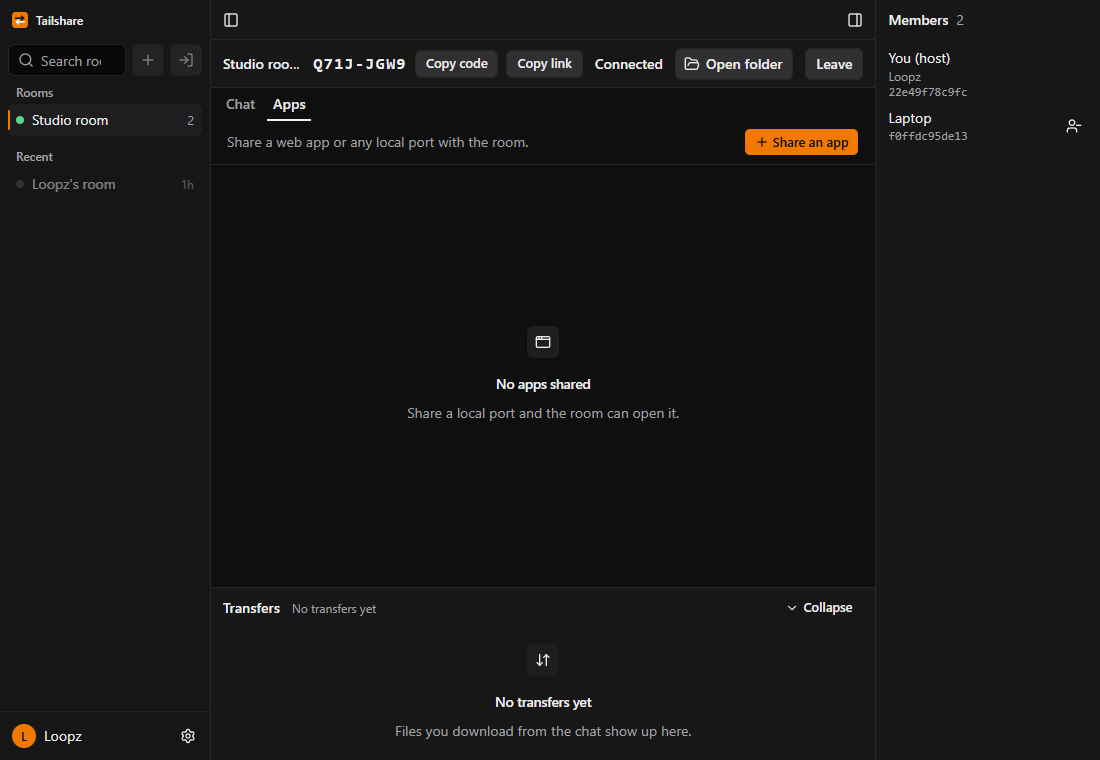 Tailshare
Search ro
Rooms
Studio room 2
Recent
Loopz's room 1h
L Loopz
Studio roo... Q71J-JGW9 Copy code Copy link Connected Open folder Leave
Chat Apps
Share a web app or any local port with the room.
Share an app
No apps shared
Share a local port and the room can open it.
Transfers No transfers yet Collapse
No transfers yet
Files you download from the chat show up here.
Members 2
You (host)
Loopz
22e49f78c9fc
Laptop
f0ffdc95de13